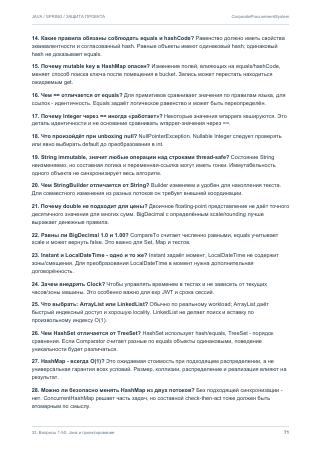 JAVA / SPRING / ЗАЩИТА ПРОЕКТА
CorporateProcurementSystem
14. Какие правила обязаны соблюдать equals и hashCode? Равенство должно иметь свойства
эквивалентности и согласованный hash. Равные объекты имеют одинаковый hash; одинаковый
hash не доказывает equals.
15. Почему mutable key в HashMap опасен? Изменение полей, влияющих на equals/hashCode,
меняет способ поиска ключа после помещения в bucket. Запись может перестать находиться
ожидаемым get.
16. Чем == отличается от equals? Для примитивов сравнивает значения по правилам языка, для
ссылок - идентичность. Equals задаёт логическое равенство и может быть переопределён.
17. Почему Integer через == иногда «работает»? Некоторые значения wrappers кэшируются. Это
деталь идентичности и не основание сравнивать wrapper-значения через ==.
18. Что произойдёт при unboxing null? NullPointerException. Nullable Integer следует проверять
или явно выбирать default до преобразования в int.
19. String immutable, значит любые операции над строками thread-safe? Состояние String
неизменяемо, но составная логика и переменная-ссылка могут иметь гонки. Иммутабельность
одного объекта не синхронизирует весь алгоритм.
20. Чем StringBuilder отличается от String? Builder изменяем и удобен для накопления текста.
Для совместного изменения из разных потоков он требует внешней координации.
21. Почему double не подходит для цены? Двоичное floating-point представление не даёт точного
десятичного значения для многих сумм. BigDecimal с определённым scale/rounding лучше
выражает денежные правила.
22. Равны ли BigDecimal 1.0 и 1.00? CompareTo считает численно равными, equals учитывает
scale и может вернуть false. Это важно для Set, Map и тестов.
23. Instant и LocalDateTime - одно и то же? Instant задаёт момент, LocalDateTime не содержит
зоны/смещения. Для преобразования LocalDateTime в момент нужна дополнительная
договорённость.
24. Зачем внедрять Clock? Чтобы управлять временем в тестах и не зависеть от текущих
часов/зоны машины. Это особенно важно для exp JWT и срока сессий.
25. Что выбрать: ArrayList или LinkedList? Обычно по реальному workload; ArrayList даёт
быстрый индексный доступ и хорошую locality. LinkedList не делает поиск и вставку по
произвольному индексу O(1).
26. Чем HashSet отличается от TreeSet? HashSet использует hash/equals, TreeSet - порядок
сравнения. Если Comparator считает разные по equals объекты одинаковыми, поведение
уникальности будет различаться.
27. HashMap - всегда O(1)? Это ожидаемая стоимость при подходящем распределении, а не
универсальная гарантия всех условий. Размер, коллизии, распределение и реализация влияют на
результат.
28. Можно ли безопасно менять HashMap из двух потоков? Без подходящей синхронизации -
нет. ConcurrentHashMap решает часть задач, но составной check-then-act тоже должен быть
атомарным по смыслу.
33. Вопросы 1-50: Java и проектирование
71